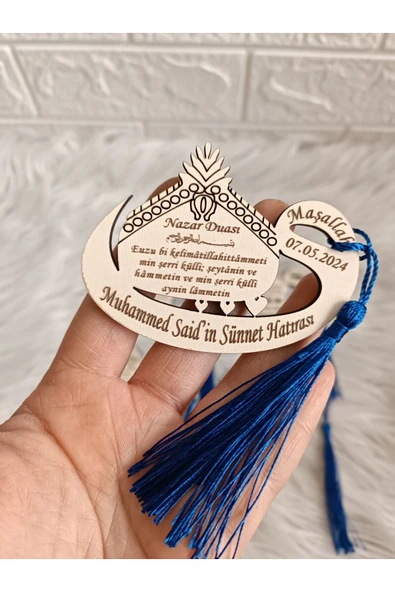 Maşallah
07.05.2024
Nazar Duası
Euzu bi kelimâtillahittâmmeti
min şerri külli; şeytânin ve
hâmmetin ve min şerri külli
aynin lâmmetin
Muhammed Said'in Sünnet Hatırası